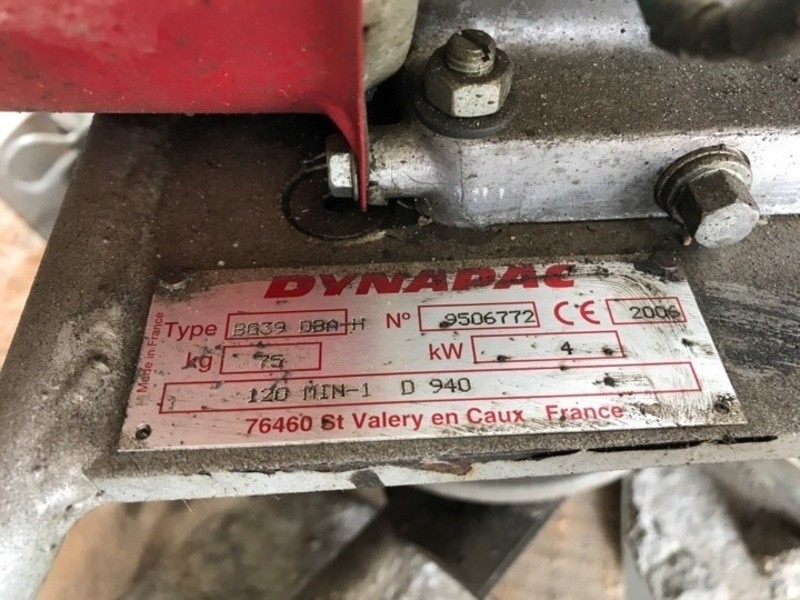 DYNAPAC
Type BG39 OBA-H N° 9506772 CE 2006
kg 75 kW 4
120 MIN-1 D 940
76460 St Valery en Caux France
Made in France